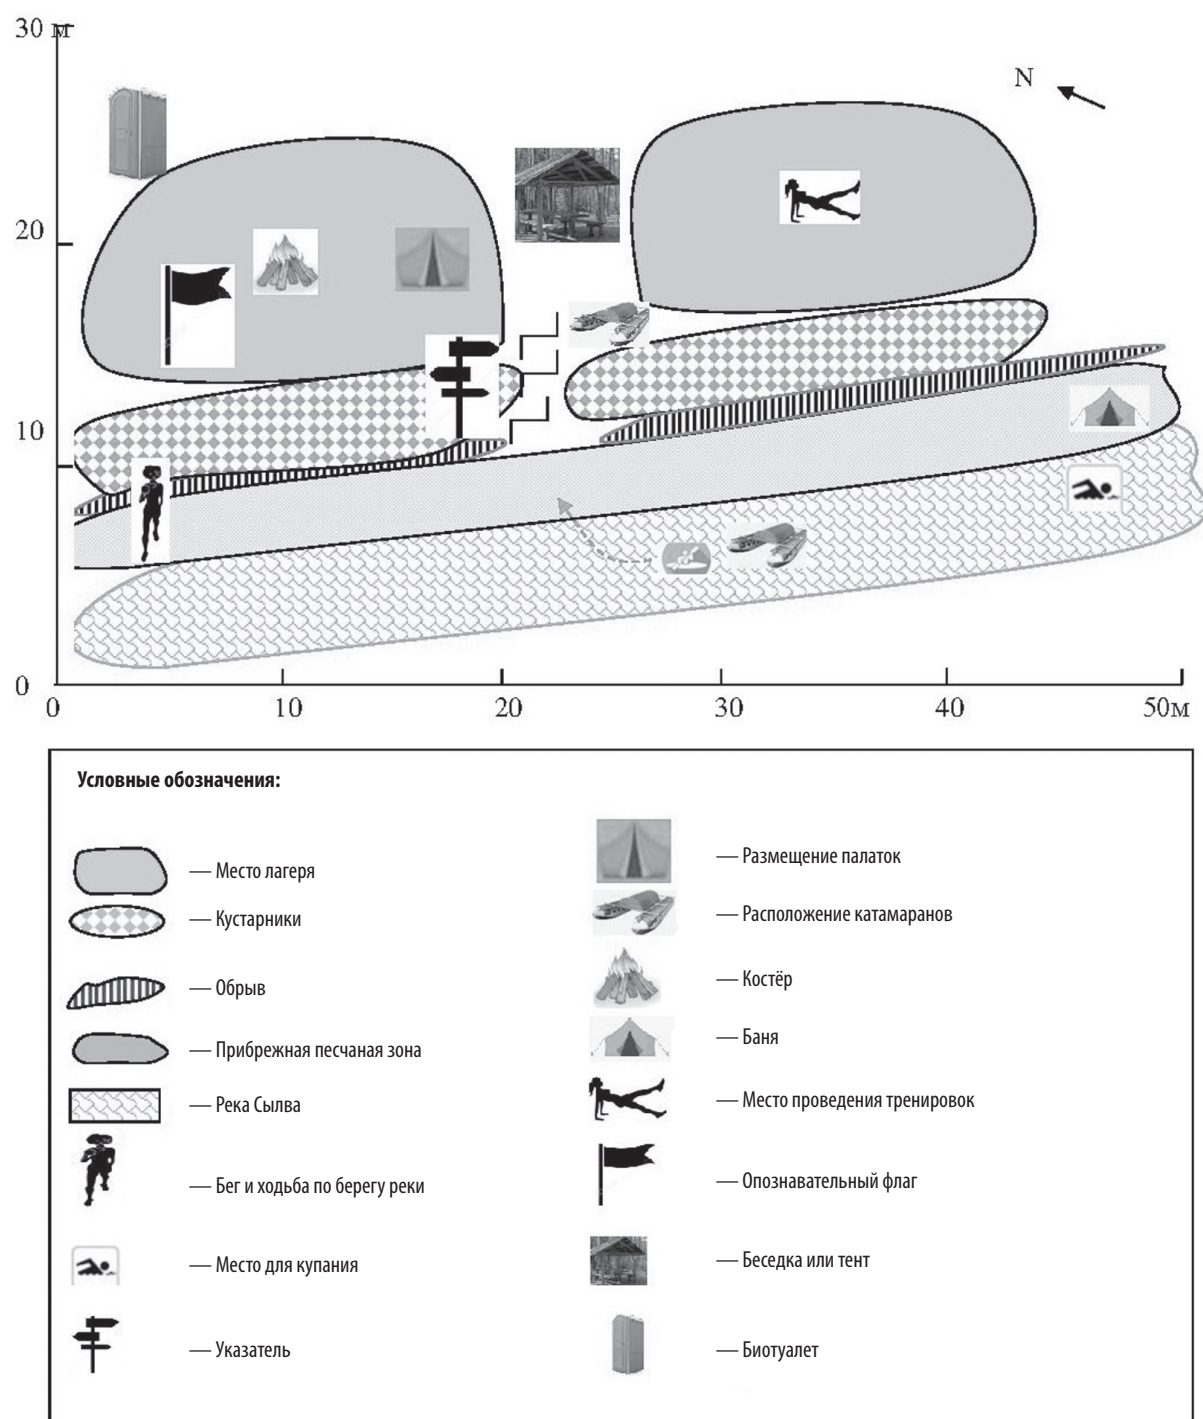 30 м
N
20
10
0
0 10 20 30 40 50м
Условные обозначения:
— Место лагеря
— Кустарники
— Обрыв
— Прибрежная песчаная зона
— Река Сылва
— Бег и ходьба по берегу реки
— Место для купания
— Указатель
— Размещение палаток
— Расположение катамаранов
— Костёр
— Баня
— Место проведения тренировок
— Опознавательный флаг
— Беседка или тент
— Биотуалет